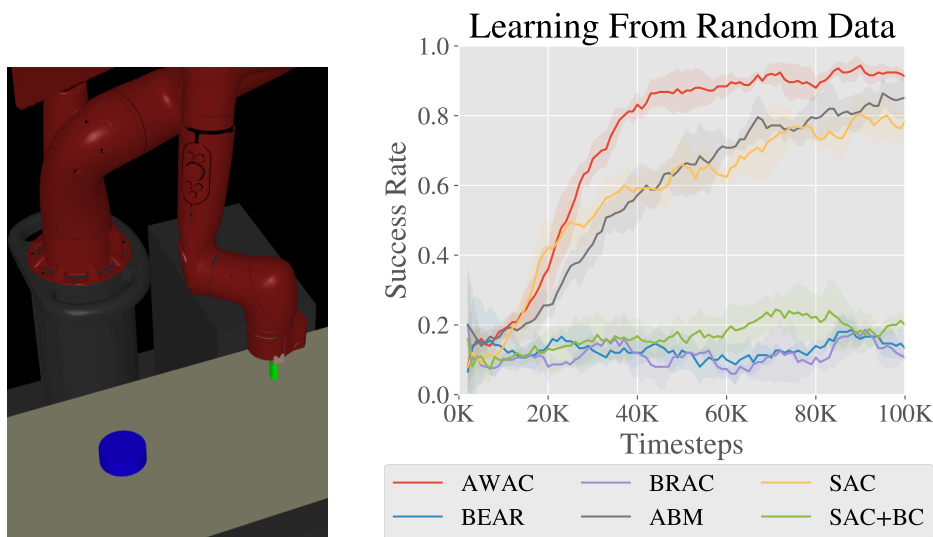 Learning From Random Data
1.0
0.8
0.6
0.4
0.2
0.0
Success Rate
0K 20K 40K 60K 80K 100K
Timesteps
AWAC BRAC SAC
BEAR ABM SAC+BC